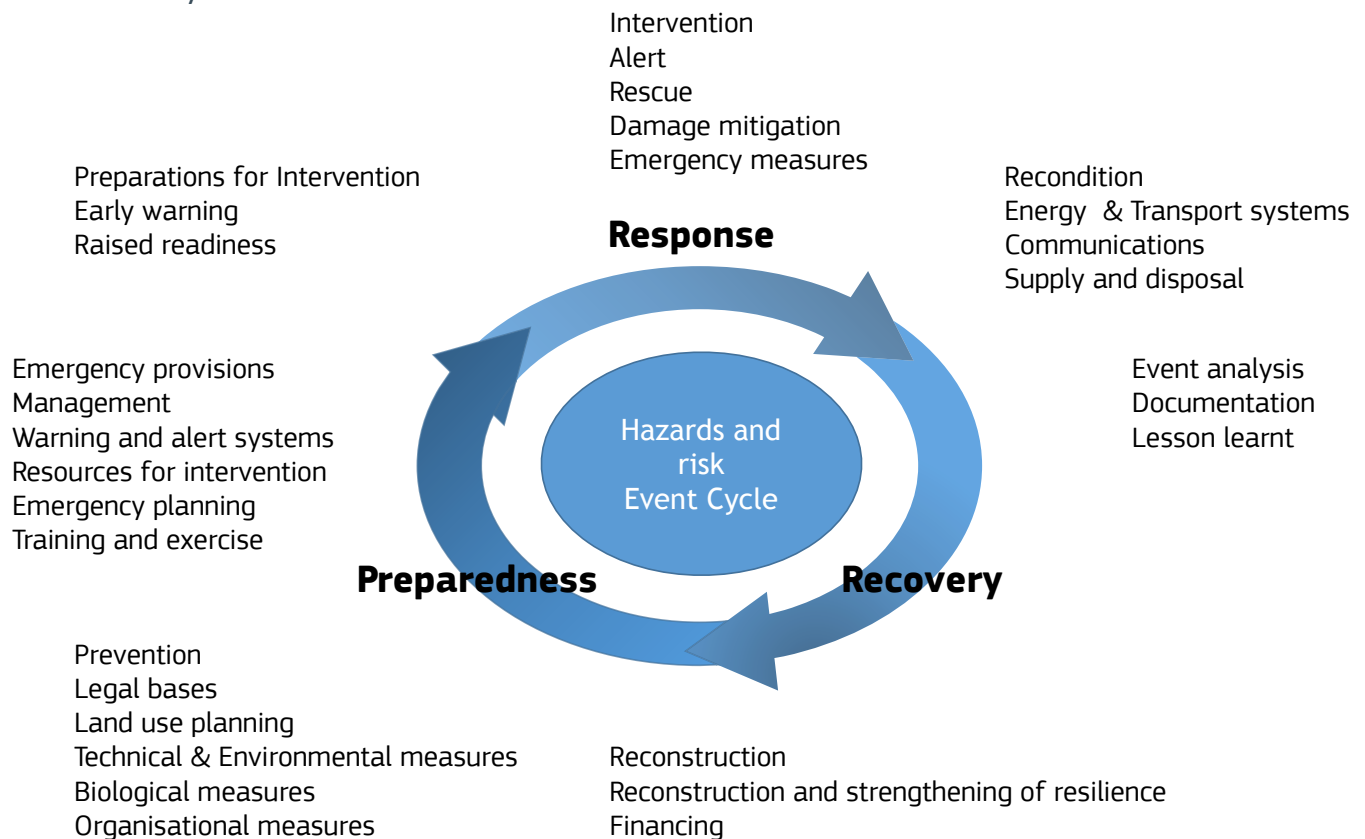 Intervention
Alert
Rescue
Damage mitigation
Emergency measures
Preparations for Intervention
Early warning
Raised readiness
Recondition
Energy & Transport systems
Communications
Supply and disposal
Response
Emergency provisions
Management
Warning and alert systems
Resources for intervention
Emergency planning
Training and exercise
Hazards and
risk
Event Cycle
Event analysis
Documentation
Lesson learnt
Preparedness
Recovery
Prevention
Legal bases
Land use planning
Technical & Environmental measures
Biological measures
Organisational measures
Reconstruction
Reconstruction and strengthening of resilience
Financing